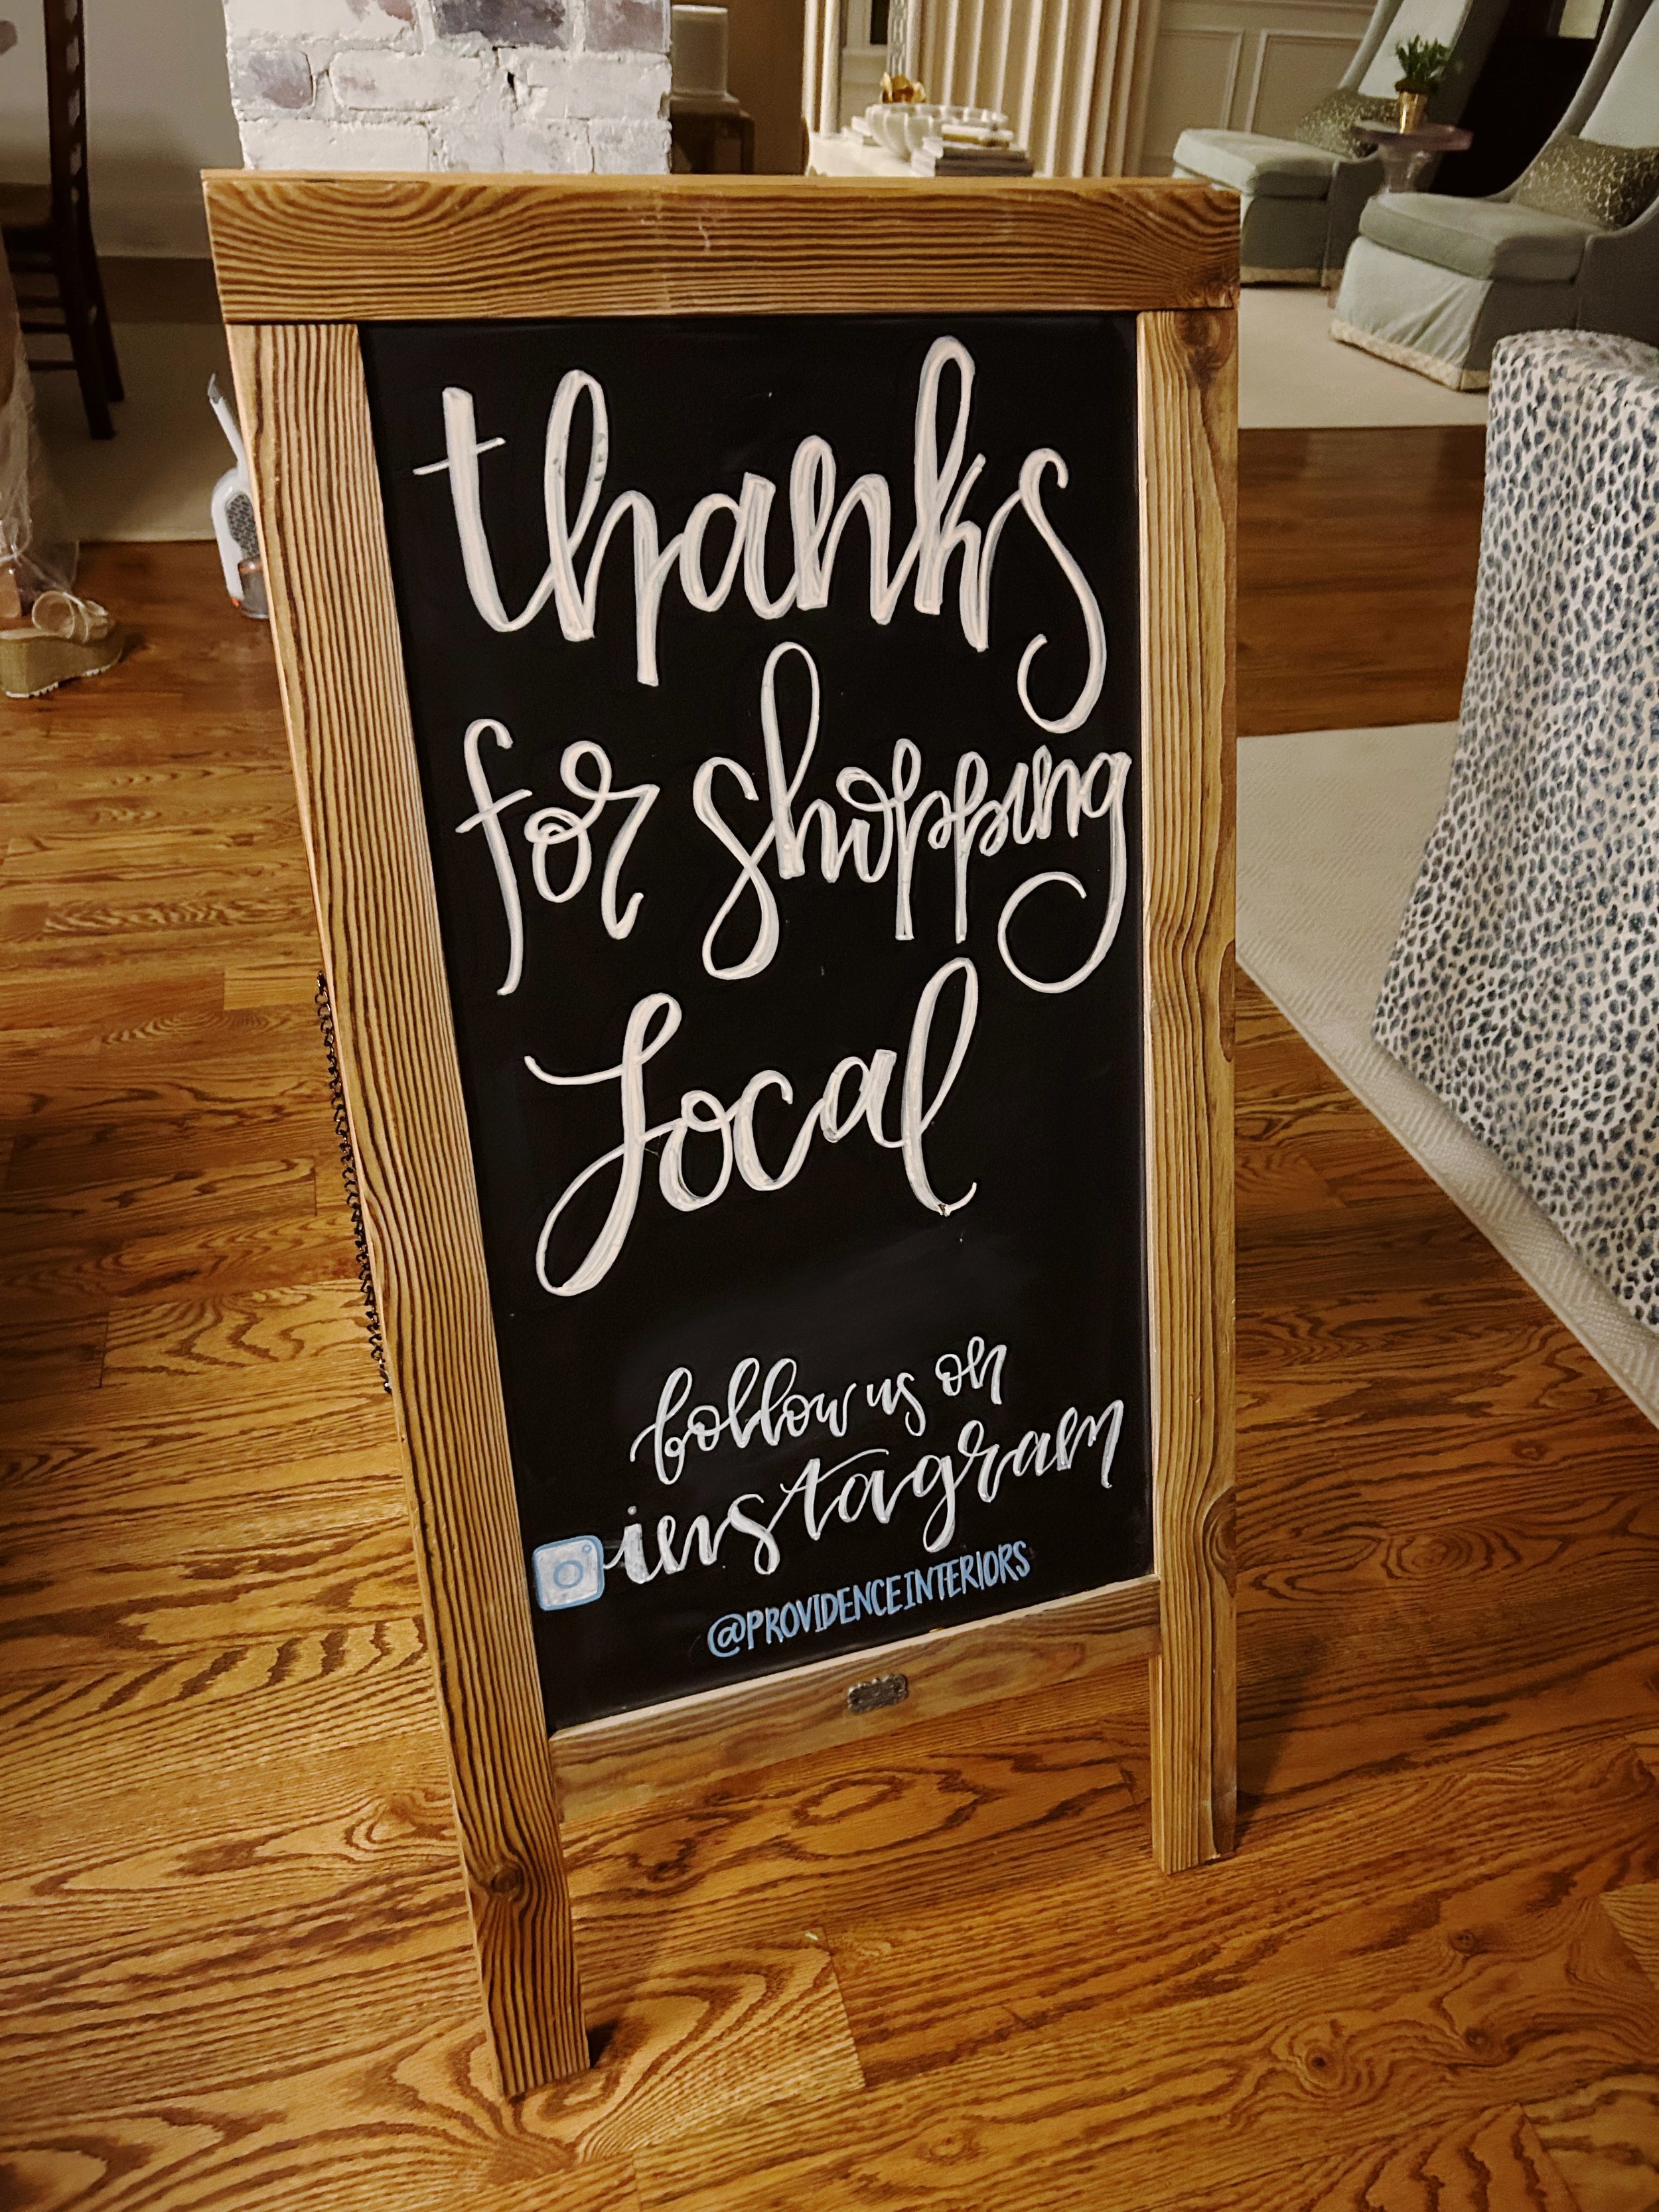 thanks
for shopping
Local
follow us on
instagram
@PROVIDENCEINTERIORS